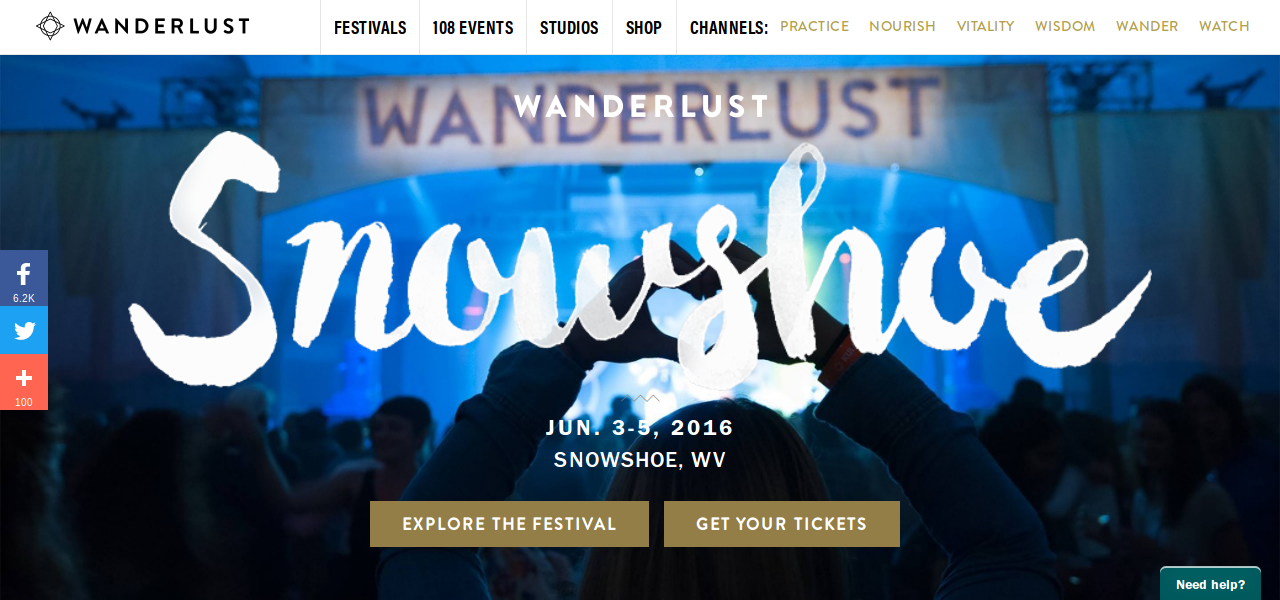 WANDERLUST
FESTIVALS
108 EVENTS
STUDIOS
SHOP
CHANNELS:
PRACTICE
NOURISH
VITALITY
WISDOM
WANDER
WATCH
WANDERLUST
WANDERLUST
Snowshoe
6.2K
100
JUN. 3-5, 2016
SNOWSHOE, WV
EXPLORE THE FESTIVAL
GET YOUR TICKETS
Need help?